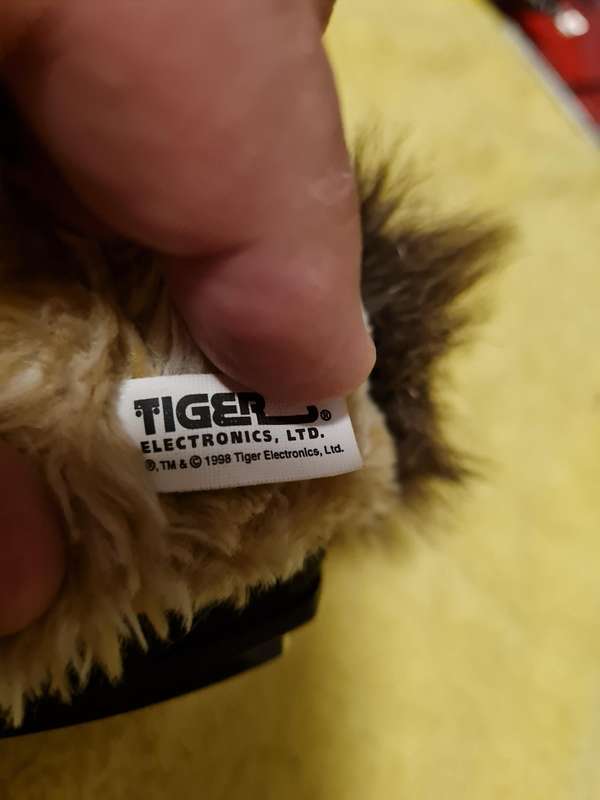 TIGER®
ELECTRONICS, LTD.
®, TM & © 1998 Tiger Electronics, Ltd.